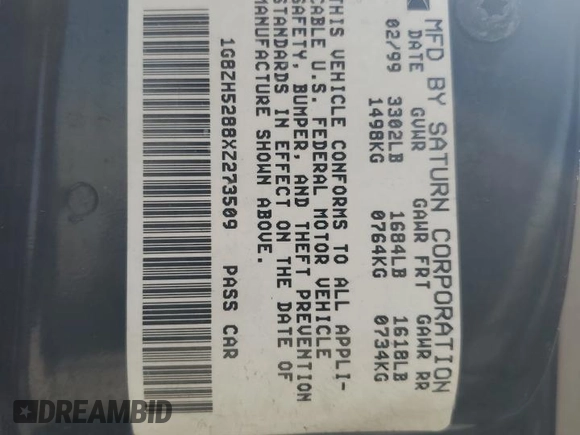 MFD BY SATURN CORPORATION
DATE GVWR GAWR FRT GAWR RR
02/99 3302LB 1684LB 1618LB
1498KG 0764KG 0734KG
THIS VEHICLE CONFORMS TO ALL APPLI-
CABLE U.S. FEDERAL MOTOR VEHICLE
SAFETY, BUMPER, AND THEFT PREVENTION
STANDARDS IN EFFECT ON THE DATE OF
MANUFACTURE SHOWN ABOVE.
1G8ZH5288XZ273509 PASS CAR
DREAMBID